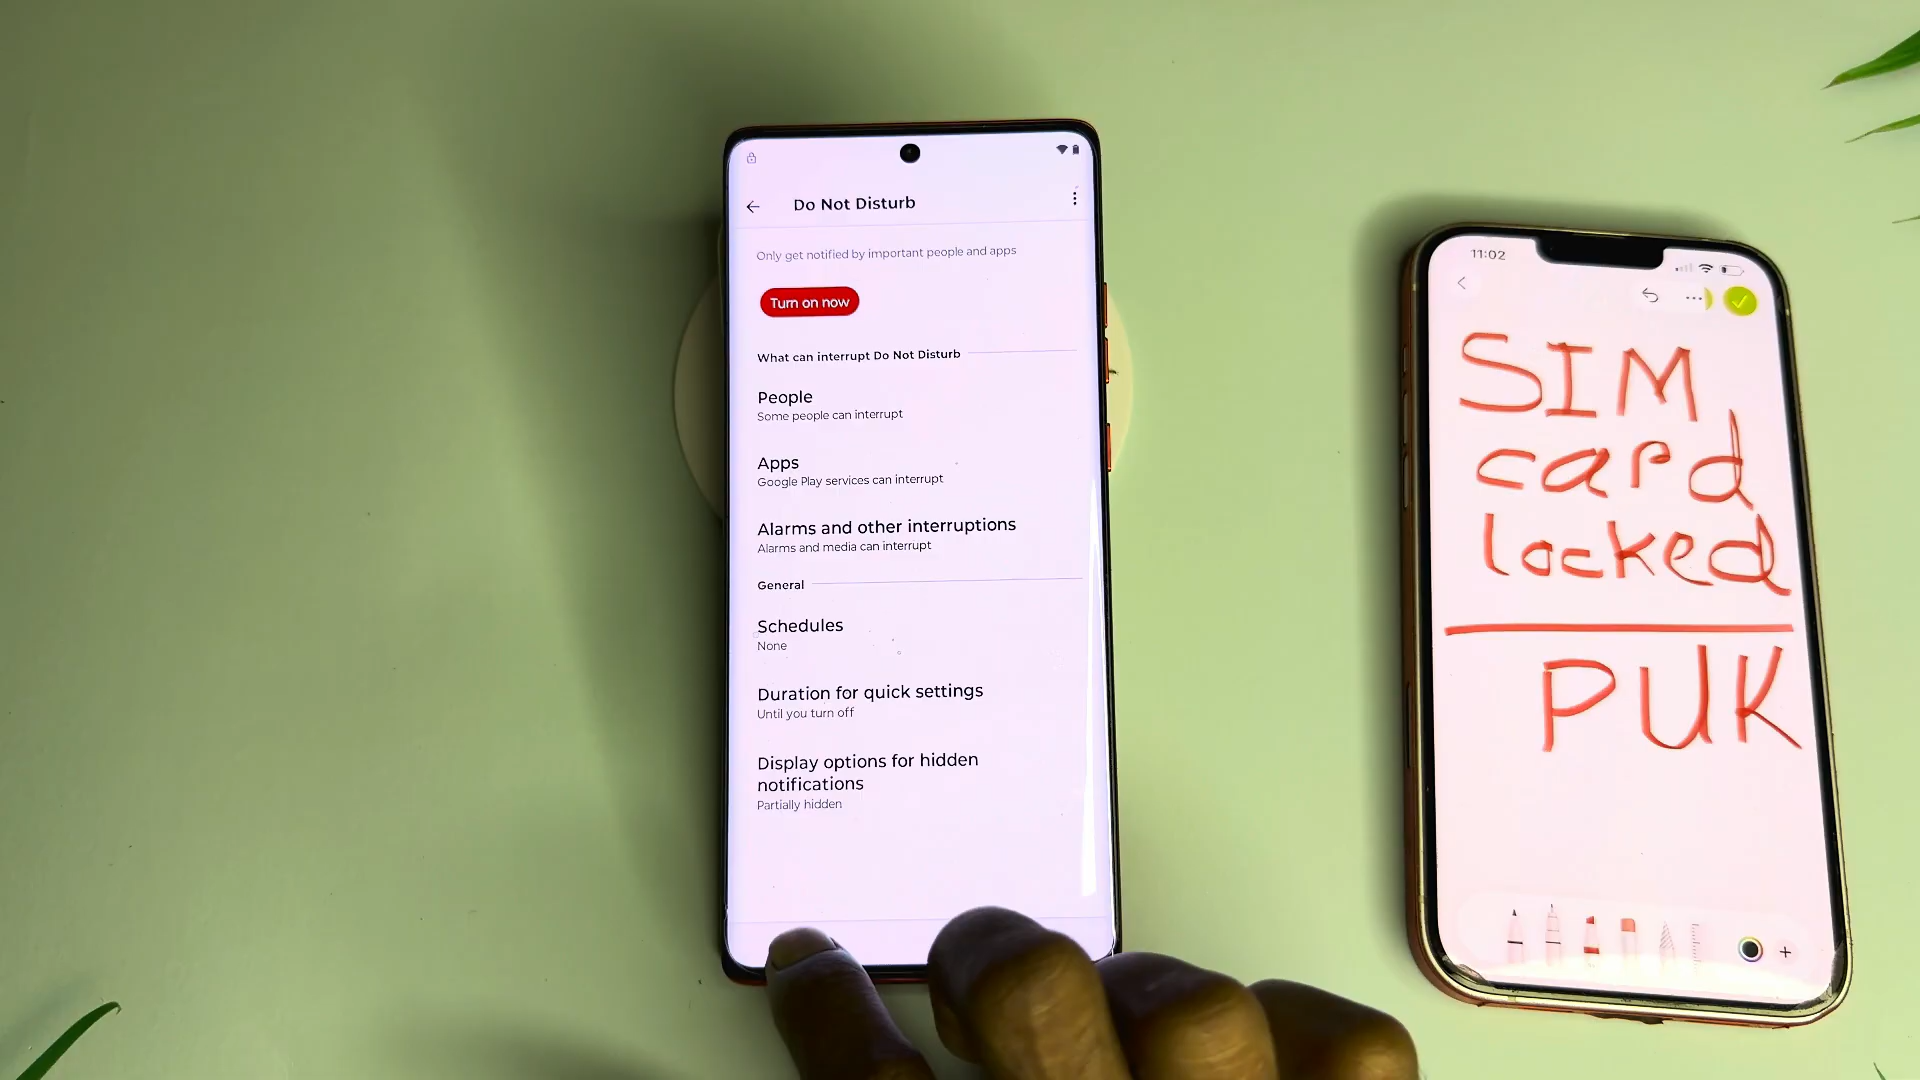 Do Not Disturb
Only get notified by important people and apps
Turn on now
What can interrupt Do Not Disturb
People
Some people can interrupt
Apps
Google Play services can interrupt
Alarms and other interruptions
Alarms and media can interrupt
General
Schedules
None
Duration for quick settings
Until you turn off
Display options for hidden
notifications
Partially hidden
11:02
SIM
card
locked
PUK